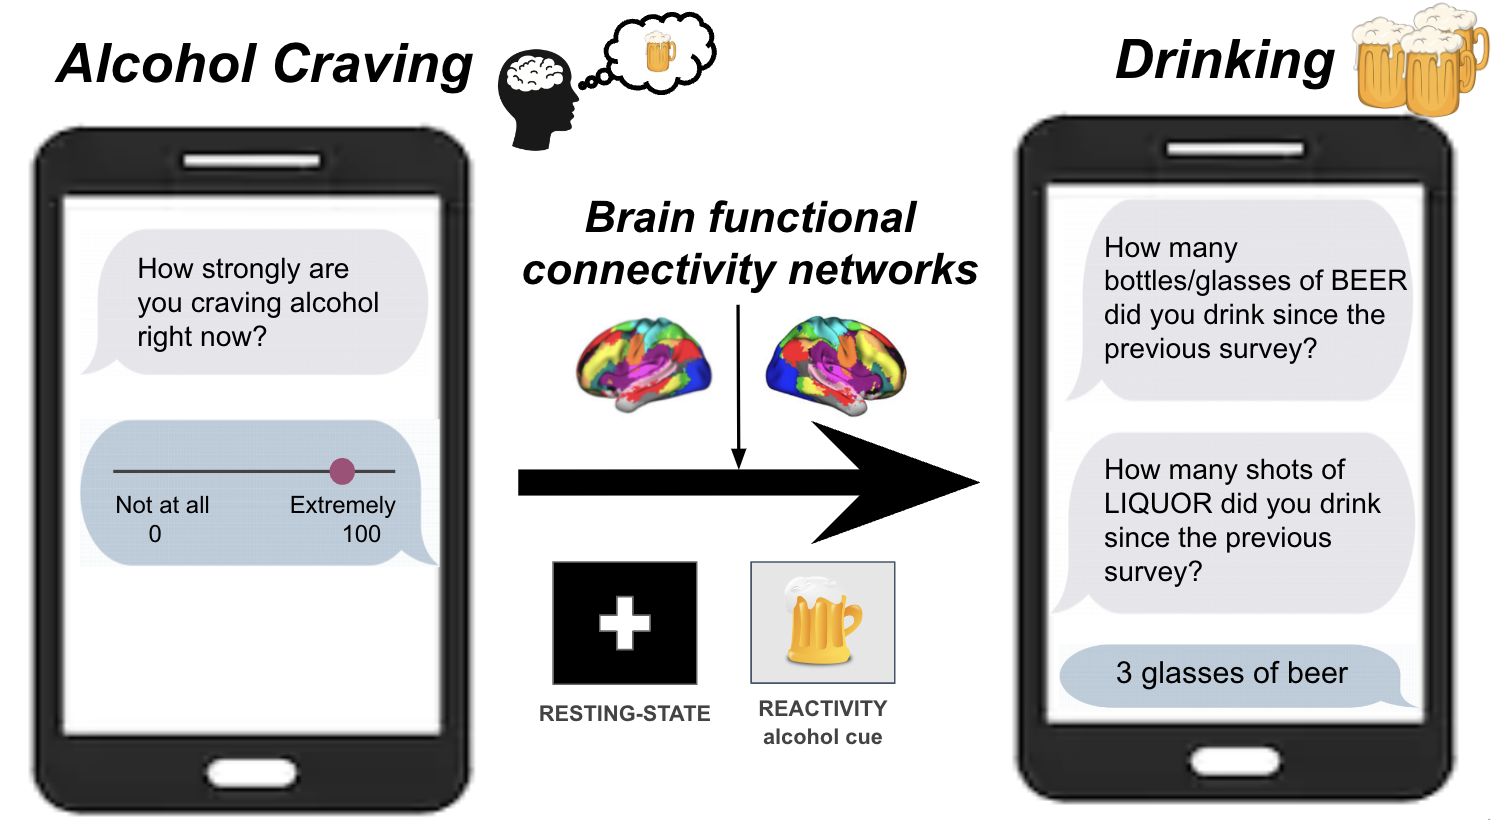 Alcohol Craving
How strongly are
you craving alcohol
right now?
Not at all
0
Extremely
100
Brain functional
connectivity networks
RESTING-STATE
REACTIVITY
alcohol cue
Drinking
How many
bottles/glasses of BEER
did you drink since the
previous survey?
How many shots of
LIQUOR did you drink
since the previous
survey?
3 glasses of beer